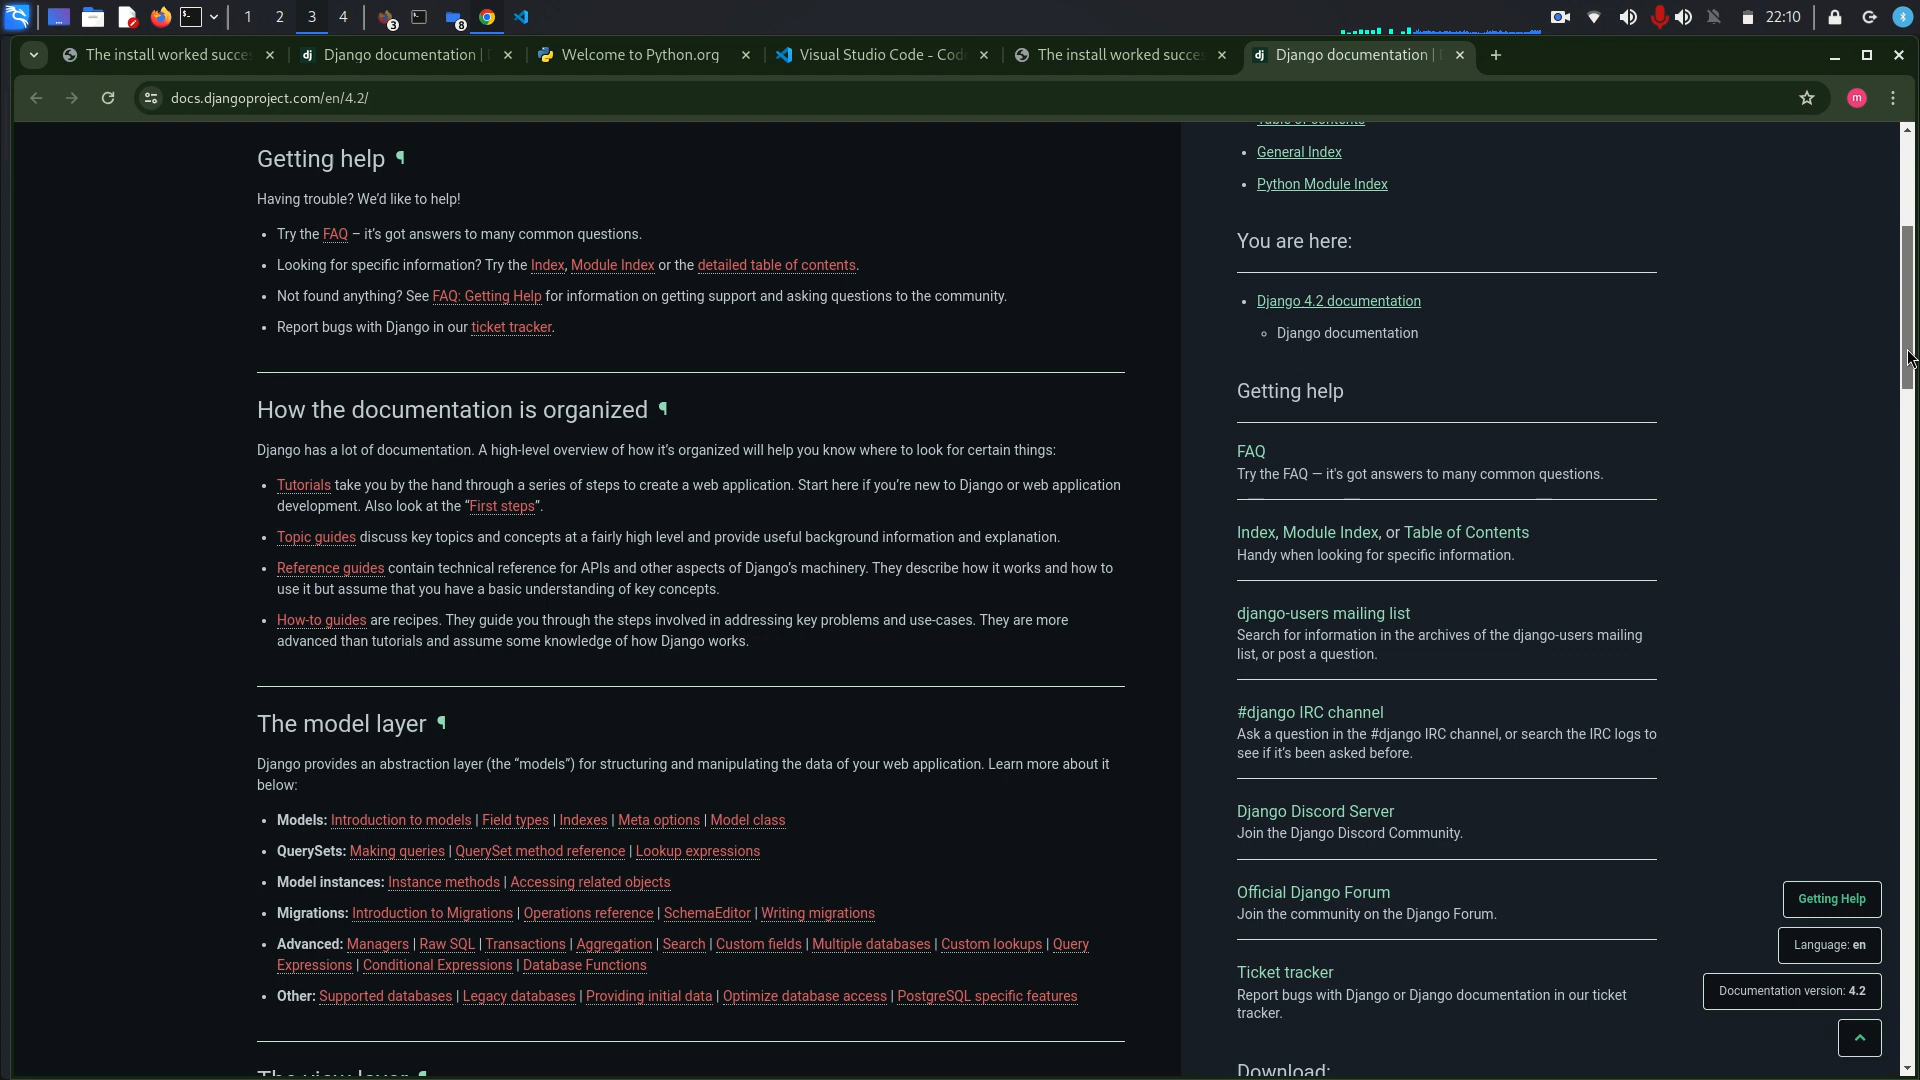 1 2 3 4 3 8 22:10
The install worked succe
Django documentation |
Welcome to Python.org
Visual Studio Code - Cod
The install worked succe
Django documentation |
docs.djangoproject.com/en/4.2/
m
Getting help ¶
Having trouble? We’d like to help!
• Try the FAQ – it’s got answers to many common questions.
• Looking for specific information? Try the Index, Module Index or the detailed table of contents.
• Not found anything? See FAQ: Getting Help for information on getting support and asking questions to the community.
• Report bugs with Django in our ticket tracker.
How the documentation is organized ¶
Django has a lot of documentation. A high-level overview of how it’s organized will help you know where to look for certain things:
• Tutorials take you by the hand through a series of steps to create a web application. Start here if you’re new to Django or web application
development. Also look at the “First steps”.
• Topic guides discuss key topics and concepts at a fairly high level and provide useful background information and explanation.
• Reference guides contain technical reference for APIs and other aspects of Django’s machinery. They describe how it works and how to
use it but assume that you have a basic understanding of key concepts.
• How-to guides are recipes. They guide you through the steps involved in addressing key problems and use-cases. They are more
advanced than tutorials and assume some knowledge of how Django works.
The model layer ¶
Django provides an abstraction layer (the “models”) for structuring and manipulating the data of your web application. Learn more about it
below:
• Models: Introduction to models | Field types | Indexes | Meta options | Model class
• QuerySets: Making queries | QuerySet method reference | Lookup expressions
• Model instances: Instance methods | Accessing related objects
• Migrations: Introduction to Migrations | Operations reference | SchemaEditor | Writing migrations
• Advanced: Managers | Raw SQL | Transactions | Aggregation | Search | Custom fields | Multiple databases | Custom lookups | Query
Expressions | Conditional Expressions | Database Functions
• Other: Supported databases | Legacy databases | Providing initial data | Optimize database access | PostgreSQL specific features
The view layer ¶
Table of contents
• General Index
• Python Module Index
You are here:
• Django 4.2 documentation
◦ Django documentation
Getting help
FAQ
Try the FAQ — it's got answers to many common questions.
Index, Module Index, or Table of Contents
Handy when looking for specific information.
django-users mailing list
Search for information in the archives of the django-users mailing
list, or post a question.
#django IRC channel
Ask a question in the #django IRC channel, or search the IRC logs to
see if it’s been asked before.
Django Discord Server
Join the Django Discord Community.
Official Django Forum
Join the community on the Django Forum.
Ticket tracker
Report bugs with Django or Django documentation in our ticket
tracker.
Download:
Getting Help
Language: en
Documentation version: 4.2